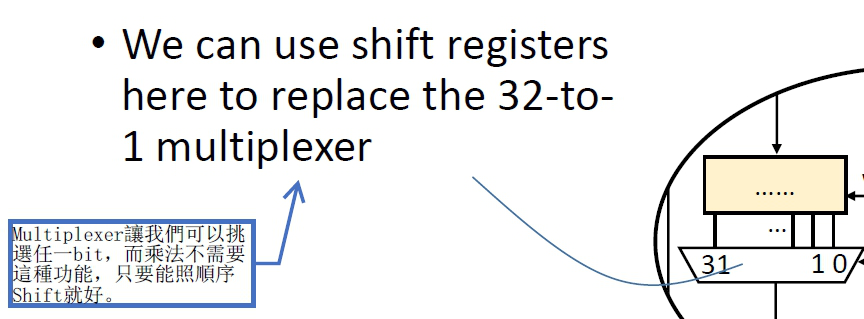 • We can use shift registers
here to replace the 32-to-
1 multiplexer
Multiplexer讓我們可以挑
選任一bit，而乘法不需要
這種功能，只要能照順序
Shift就好。
……
…
31 1 0